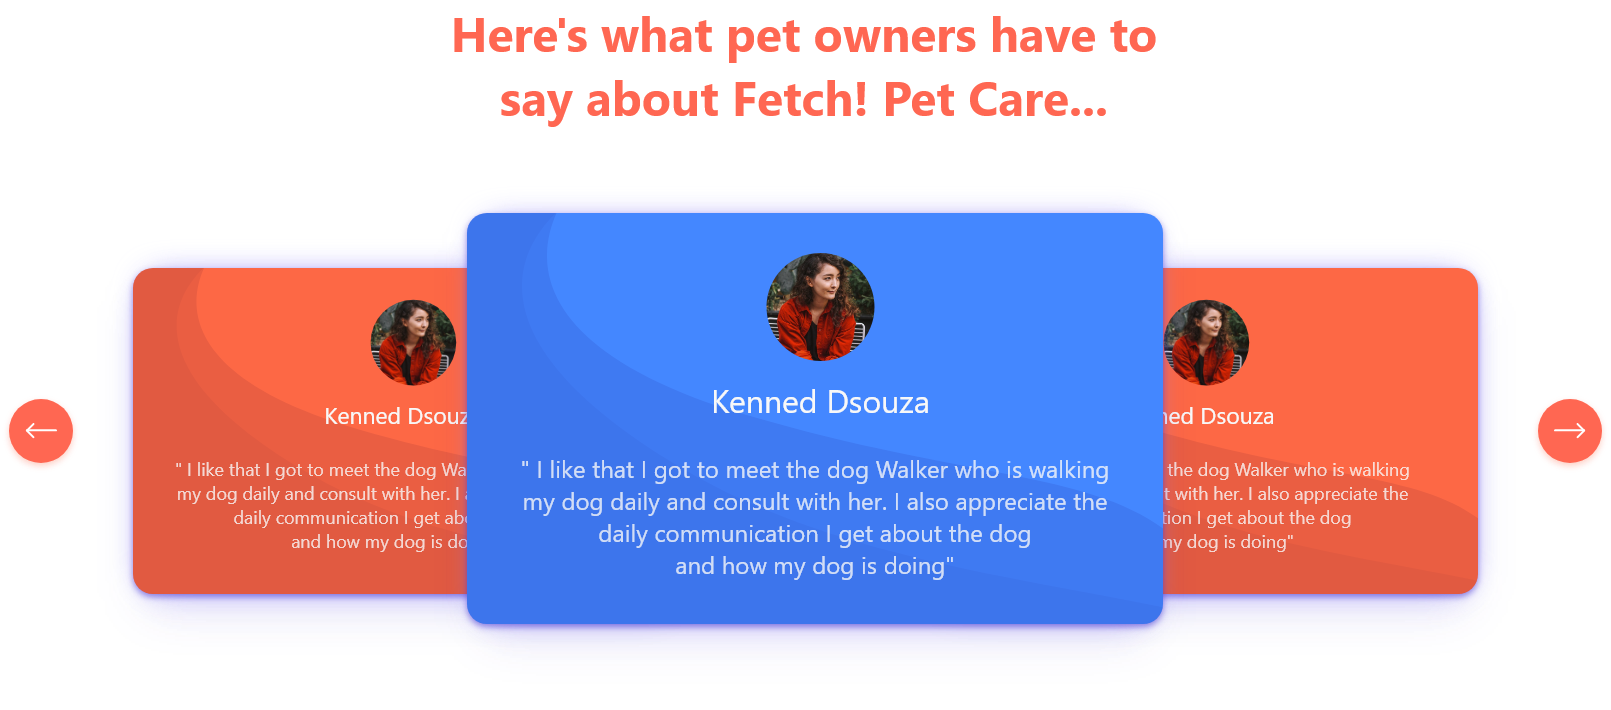 Here's what pet owners have to
say about Fetch! Pet Care...
Kenned Dsouz
" I like that I got to meet the dog Wa
my dog daily and consult with her. I
daily communication I get abo
and how my dog is do
Kenned Dsouza
" I like that I got to meet the dog Walker who is walking
my dog daily and consult with her. I also appreciate the
daily communication I get about the dog
and how my dog is doing"
ned Dsouza
the dog Walker who is walking
t with her. I also appreciate the
tion I get about the dog
my dog is doing"